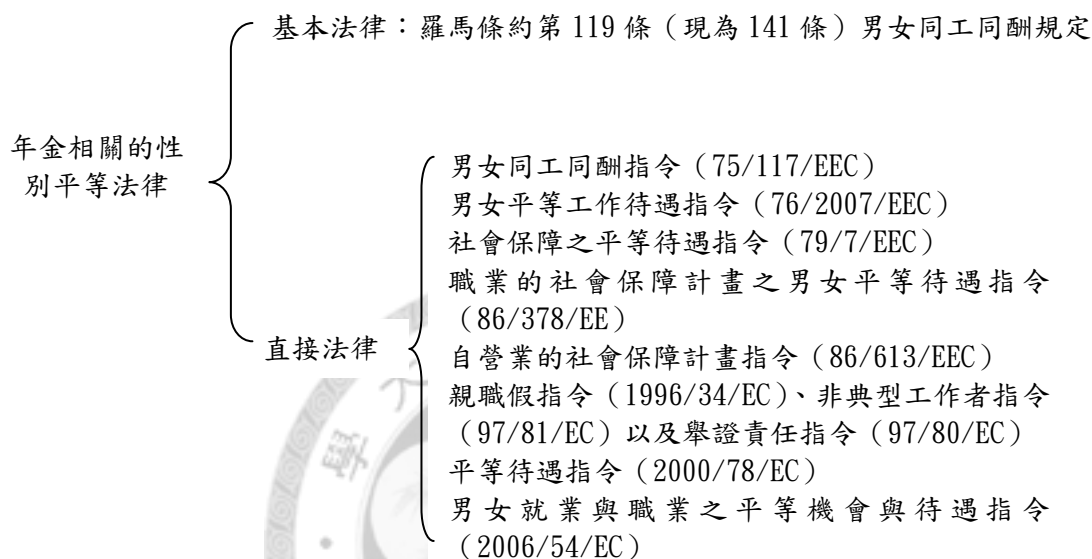 基本法律：羅馬條約第 119 條（現為 141 條）男女同工同酬規定
年金相關的性
別平等法律
男女同工同酬指令（75/117/EEC）
男女平等工作待遇指令（76/2007/EEC）
社會保障之平等待遇指令（79/7/EEC）
職業的社會保障計畫之男女平等待遇指令
（86/378/EE）
直接法律
自營業的社會保障計畫指令（86/613/EEC）
親職假指令（1996/34/EC）、非典型工作者指令
（97/81/EC）以及舉證責任指令（97/80/EC）
平等待遇指令（2000/78/EC）
男女就業與職業之平等機會與待遇指令
（2006/54/EC）